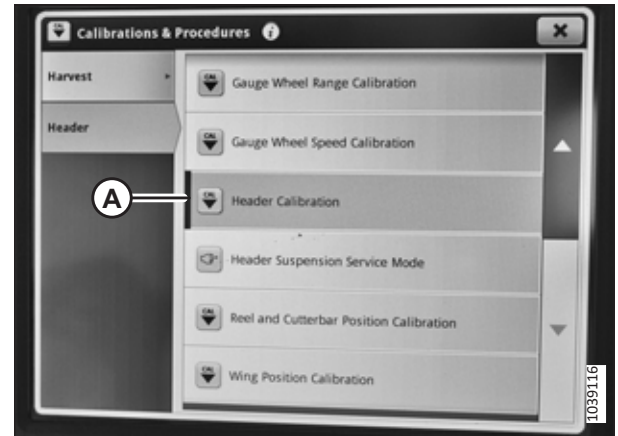 Calibrations & Procedures
Harvest
Header
Gauge Wheel Range Calibration
Gauge Wheel Speed Calibration
A
Header Calibration
Header Suspension Service Mode
Reel and Cutterbar Position Calibration
Wing Position Calibration
1039116